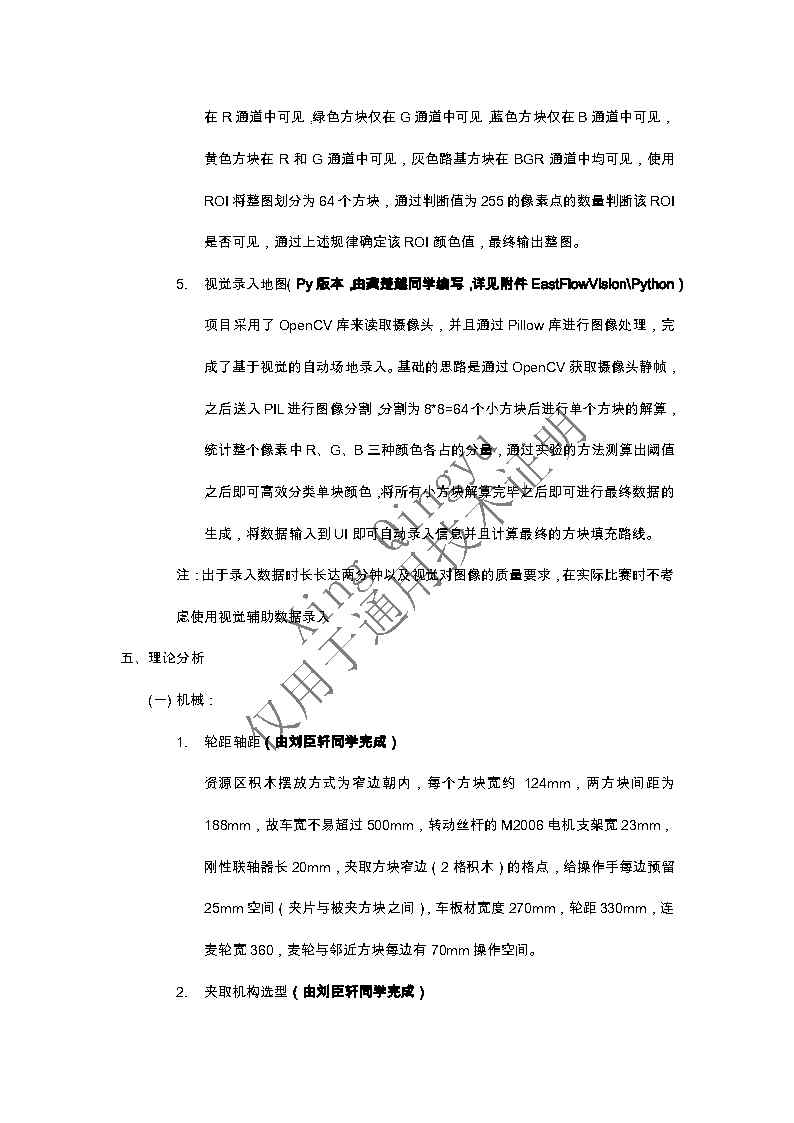 在 R 通道中可见，绿色方块仅在 G 通道中可见，蓝色方块仅在 B 通道中可见，
黄色方块在 R 和 G 通道中可见，灰色路基方块在 BGR 通道中均可见，使用
ROI 将整图划分为 64 个方块，通过判断值为 255 的像素点的数量判断该 ROI
是否可见，通过上述规律确定该 ROI 颜色值，最终输出整图。
5. 视觉录入地图（Py 版本，由龚楚越同学编写，详见附件 EastFlowVision\Python）
项目采用了 OpenCV 库来读取摄像头，并且通过 Pillow 库进行图像处理，完
成了基于视觉的自动场地录入。基础的思路是通过 OpenCV 获取摄像头静帧，
之后送入 PIL 进行图像分割，分割为 8*8=64 个小方块后进行单个方块的解算，
统计整个像素中 R、G、B 三种颜色各占的分量，通过实验的方法测算出阈值
之后即可高效分类单块颜色，将所有小方块解算完毕之后即可进行最终数据的
生成，将数据输入到 UI 即可自动录入信息并且计算最终的方块填充路线。
注：出于录入数据时长长达两分钟以及视觉对图像的质量要求，在实际比赛时不考
虑使用视觉辅助数据录入
五、理论分析
(一) 机械：
1. 轮距轴距（由刘臣轩同学完成）
资源区积木摆放方式为窄边朝内，每个方块宽约 124mm，两方块间距为
188mm，故车宽不易超过 500mm，转动丝杆的 M2006 电机支架宽 23mm，
刚性联轴器长 20mm，夹取方块窄边（2 格积木）的格点，给操作手每边预留
25mm 空间（夹片与被夹方块之间），车板材宽度 270mm，轮距 330mm，连
麦轮宽 360，麦轮与邻近方块每边有 70mm 操作空间。
2. 夹取机构选型（由刘臣轩同学完成）
Xing Qingyu
仅用于通用技术证明